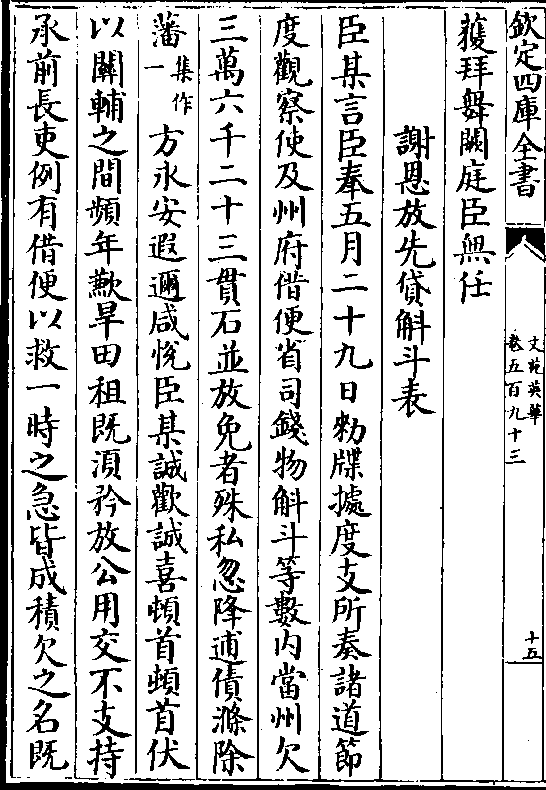 欽定四庫全書
文苑英華
卷五百九十三
十五
獲拜舞闕庭臣無任
謝恩放先貸斛斗表
臣某言臣奉五月二十九日勑牒據度支所奏諸道節
度觀察使及州府借便省司錢物斛斗等數内當州欠
三萬六千二十三貫石並放免者殊私忽降逋債滌除
藩集作一方永安遐邇咸悦臣某誠歡誠喜頓首頓首伏
以關輔之間頻年歉旱田租既湏矜放公用交不支持
承前長吏例有借便以救一時之急皆成積欠之名既